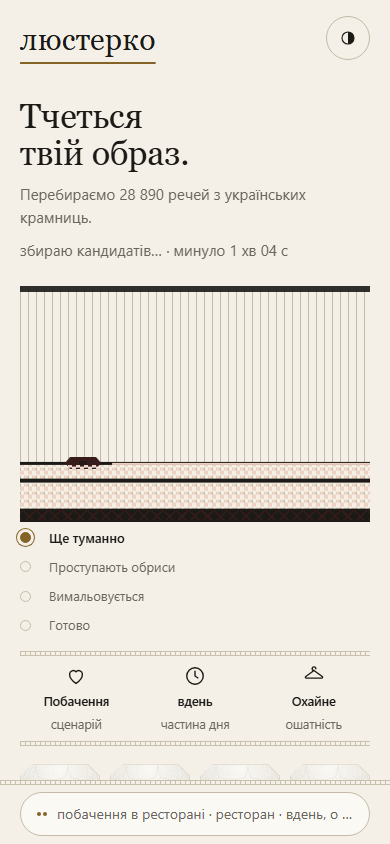 люстерко
Тчеться
твій образ.
Перебираємо 28 890 речей з українських
крамниць.
збираю кандидатів... · минуло 1 хв 04 с
Ще туманно
Проступають обриси
Вимальовується
Готово
Побачення вдень Охайне
сценарій частина дня ошатність
побачення в ресторані · ресторан · вдень, о ...